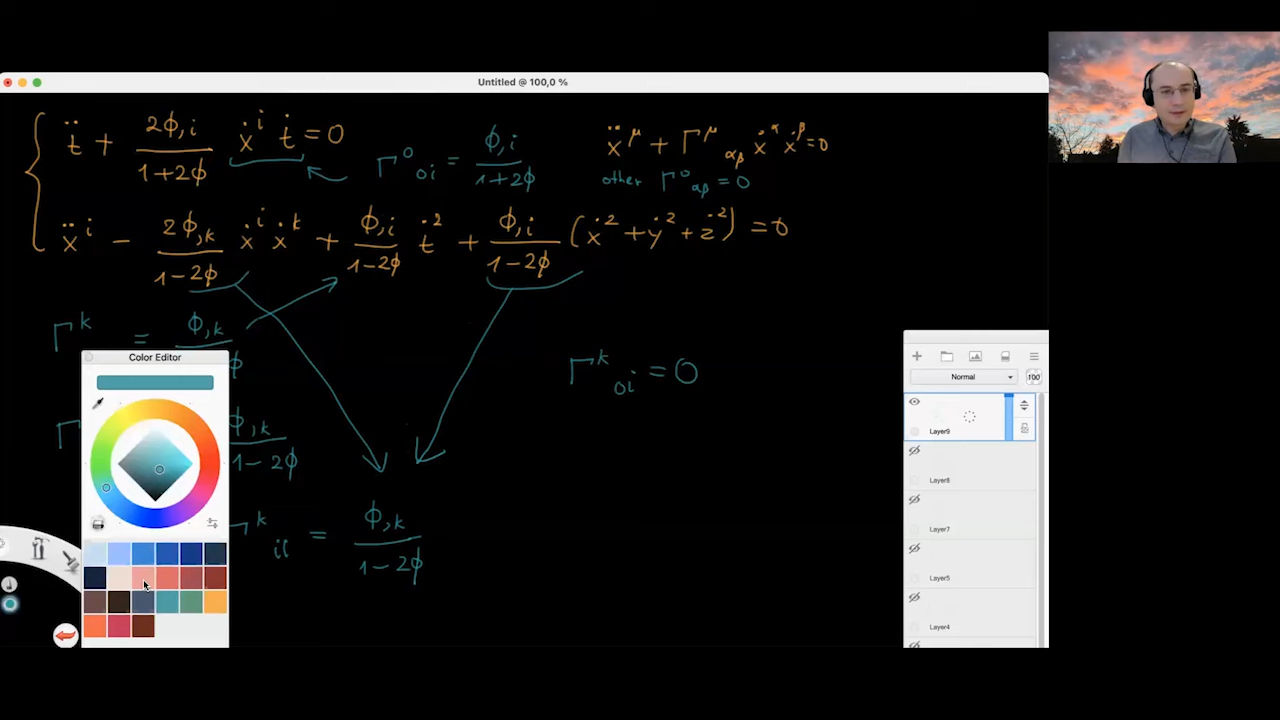 Untitled @ 100,0 %
ẗ + 2ϕ,i / 1+2ϕ ẋ^i ṫ = 0
Γ^0_0i = ϕ,i / 1+2ϕ
ẍ^μ + Γ^μ_αβ ẋ^α ẋ^β = 0
other Γ^0_αβ = 0
ẍ^i − 2ϕ,k / 1−2ϕ ẋ^i ẋ^k + ϕ,i / 1−2ϕ ṫ^2 + ϕ,i / 1−2ϕ (ẋ^2 + ẏ^2 + ż^2) = 0
Γ^k = ϕ,k
Γ^k_0i = 0
ϕ,k / 1−2ϕ
k_ii = ϕ,k / 1−2ϕ
Color Editor
Normal
100
Layer9
Layer8
Layer7
Layer5
Layer4